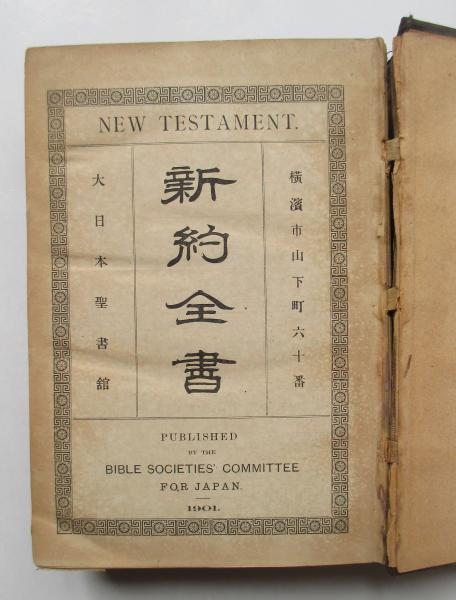 NEW TESTAMENT.
橫濱市山下町六十番
新約全書
大日本聖書舘
PUBLISHED
BY THE
BIBLE SOCIETIES' COMMITTEE
FOR JAPAN.
1901.